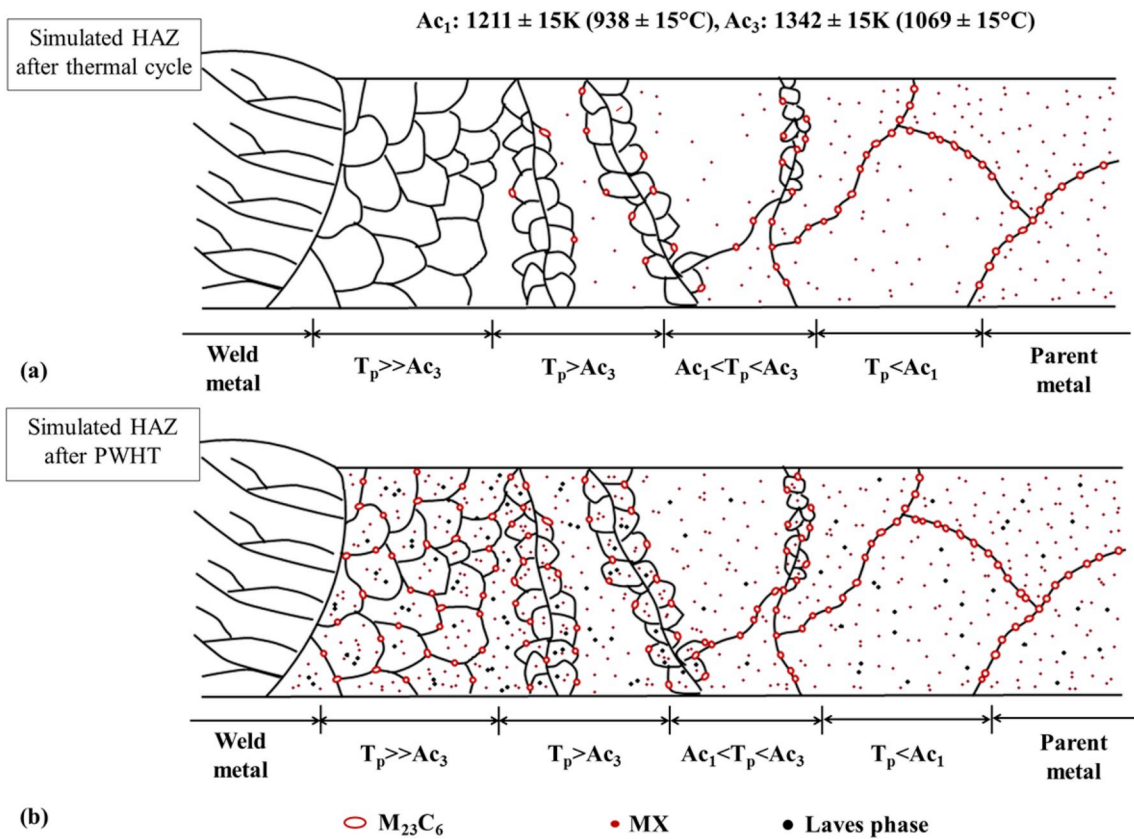 Ac₁: 1211 ± 15K (938 ± 15°C), Ac₃: 1342 ± 15K (1069 ± 15°C)
Simulated HAZ
after thermal cycle
Weld
metal
Tₚ>>Ac₃
Tₚ>Ac₃
Ac₁<Tₚ<Ac₃
Tₚ<Ac₁
Parent
metal
(a)
Simulated HAZ
after PWHT
Weld
metal
Tₚ>>Ac₃
Tₚ>Ac₃
Ac₁<Tₚ<Ac₃
Tₚ<Ac₁
Parent
metal
(b)
M₂₃C₆
MX
Laves phase